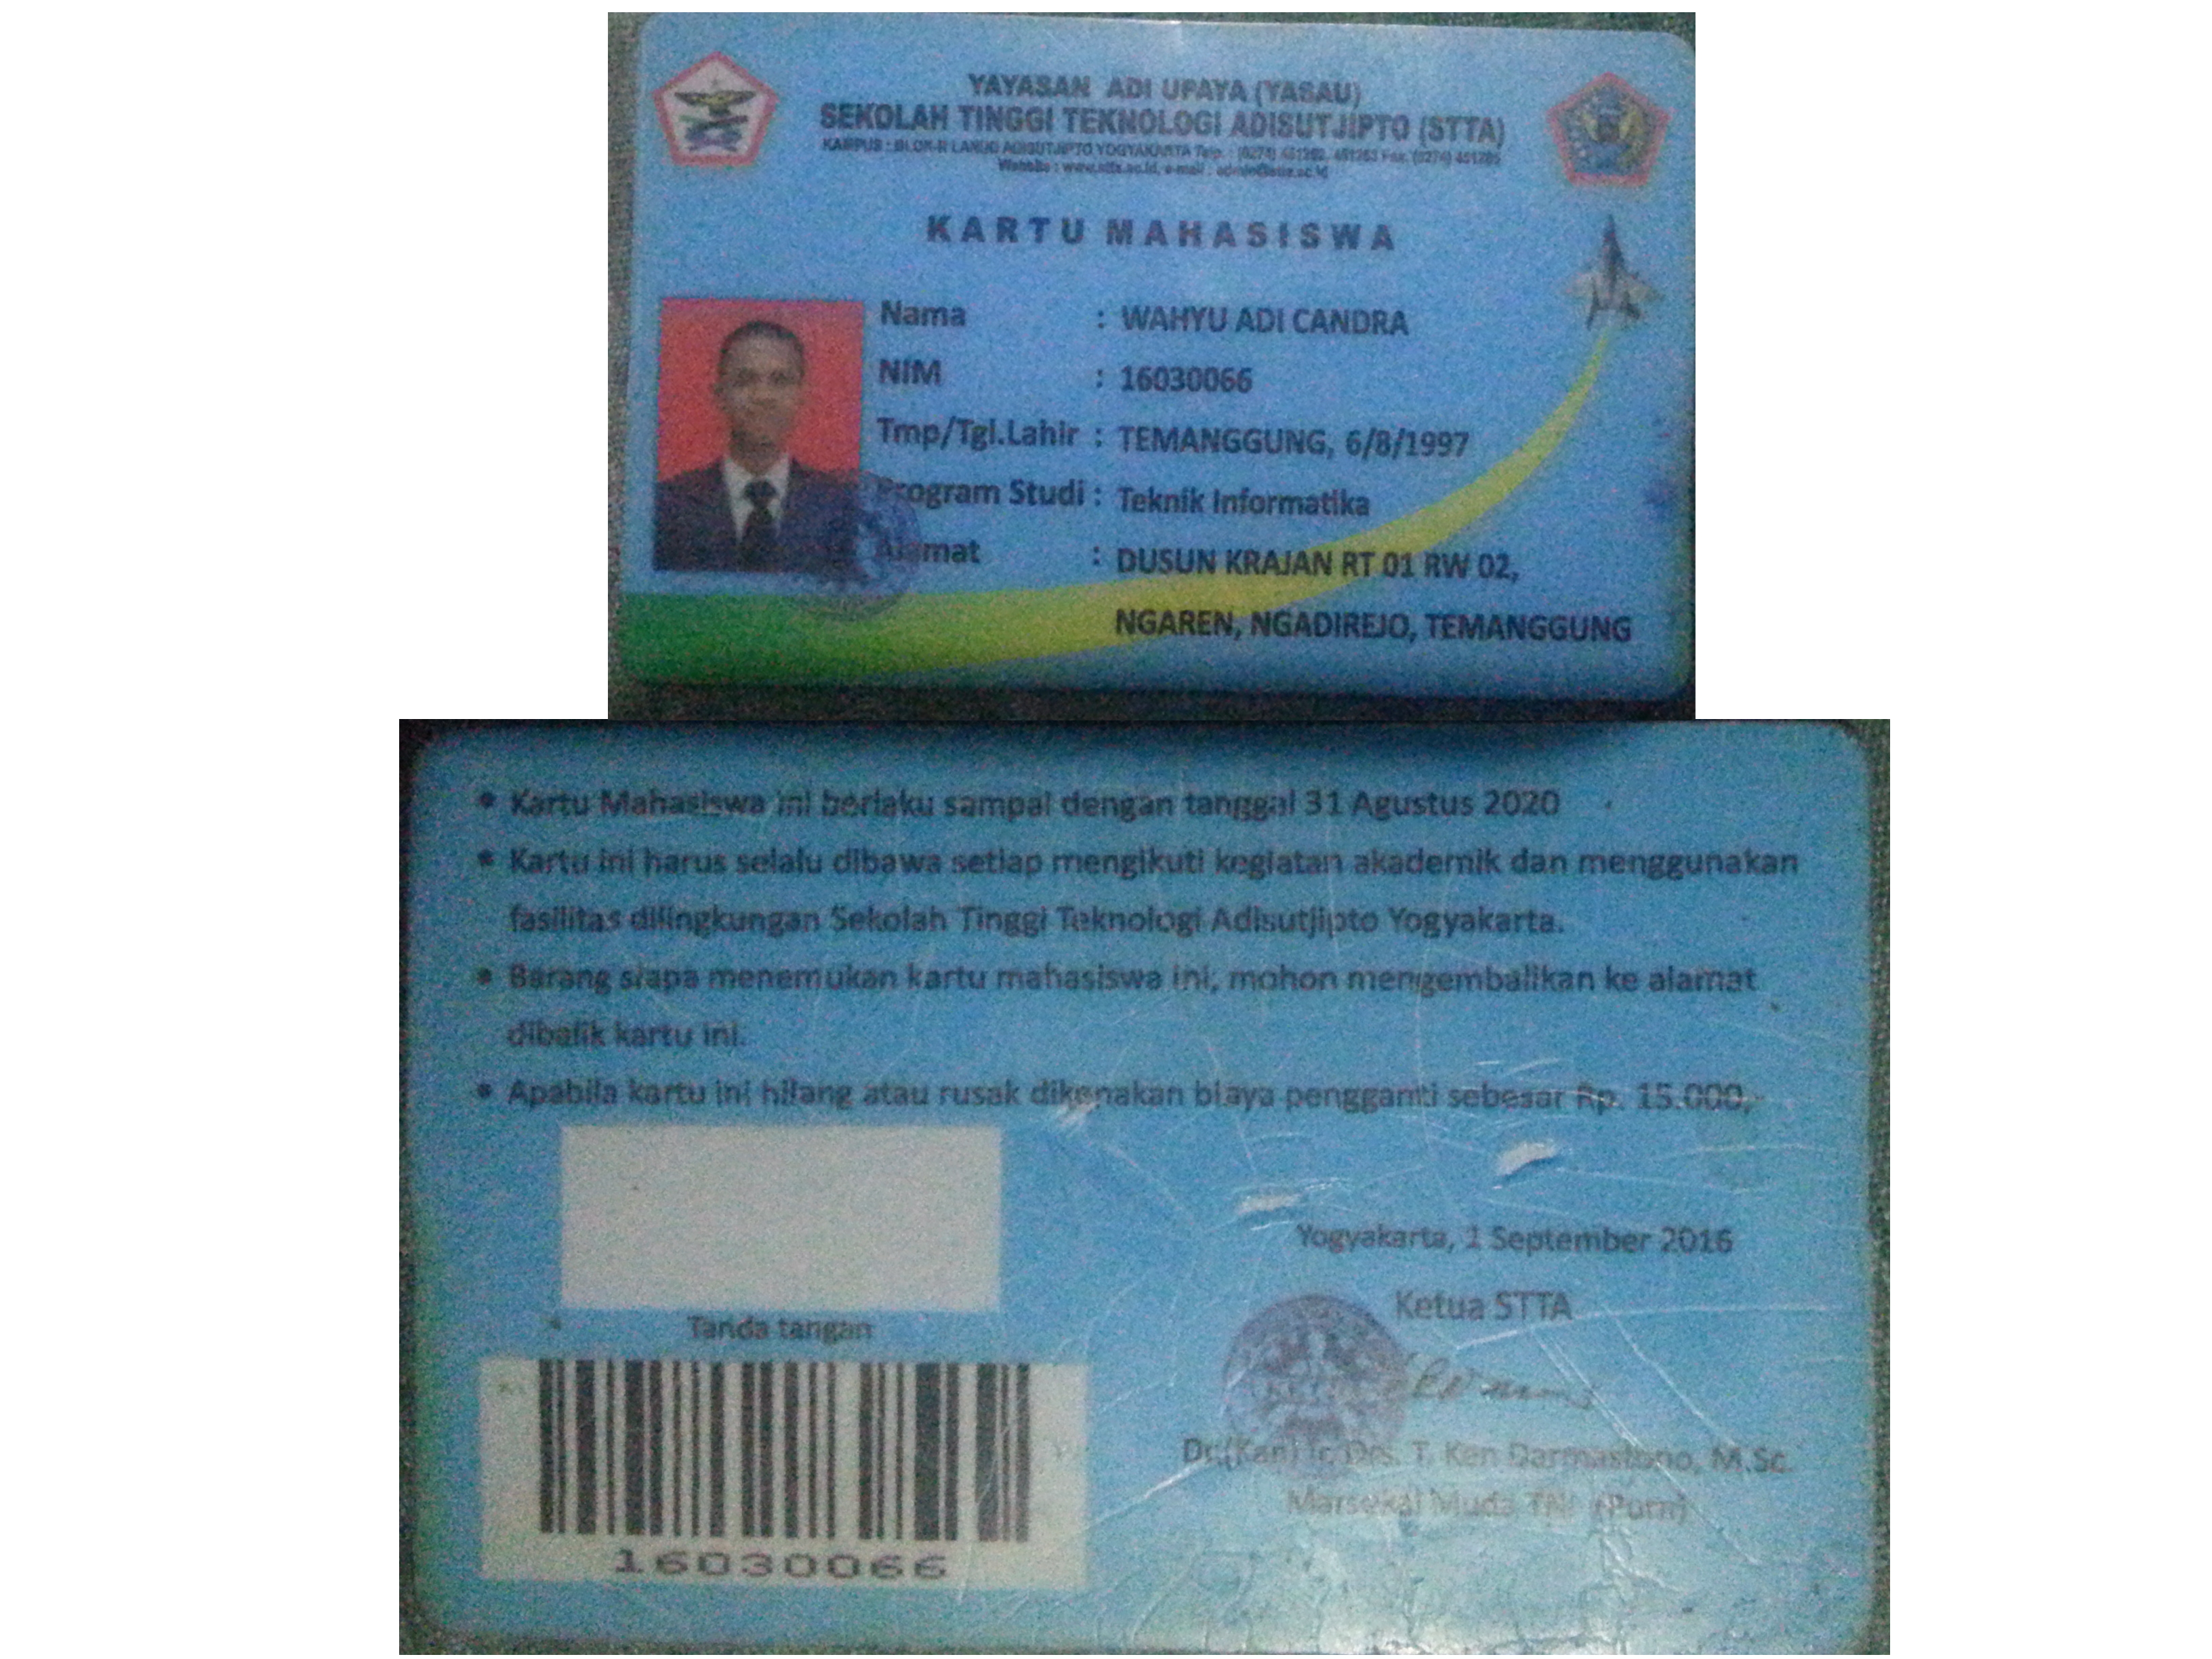 YAYASAN ADI UPAYA (YASAU)
SEKOLAH TINGGI TEKNOLOGI ADISUTJIPTO (STTA)
KAMPUS : BLOK-R LANUD ADISUTJIPTO YOGYAKARTA Telp. : (0274) 451262, 451263 Fax. (0274) 451265
Website : www.stta.ac.id, e-mail : admin@stta.ac.id
KARTU MAHASISWA
Nama : WAHYU ADI CANDRA
NIM : 16030066
Tmp/Tgl.Lahir : TEMANGGUNG, 6/8/1997
Program Studi : Teknik Informatika
Alamat : DUSUN KRAJAN RT 01 RW 02,
NGAREN, NGADIREJO, TEMANGGUNG
• Kartu Mahasiswa ini berlaku sampai dengan tanggal 31 Agustus 2020
• Kartu ini harus selalu dibawa setiap mengikuti kegiatan akademik dan menggunakan
fasilitas dilingkungan Sekolah Tinggi Teknologi Adisutjipto Yogyakarta.
• Barang siapa menemukan kartu mahasiswa ini, mohon mengembalikan ke alamat
dibalik kartu ini.
• Apabila kartu ini hilang atau rusak dikenakan biaya pengganti sebesar Rp. 15.000,-
Tanda tangan
16030066
Yogyakarta, 1 September 2016
Ketua STTA
Dr.(Kan) Ir. Drs. T. Ken Darmastono, M.Sc.
Marsekal Muda TNI (Purn)